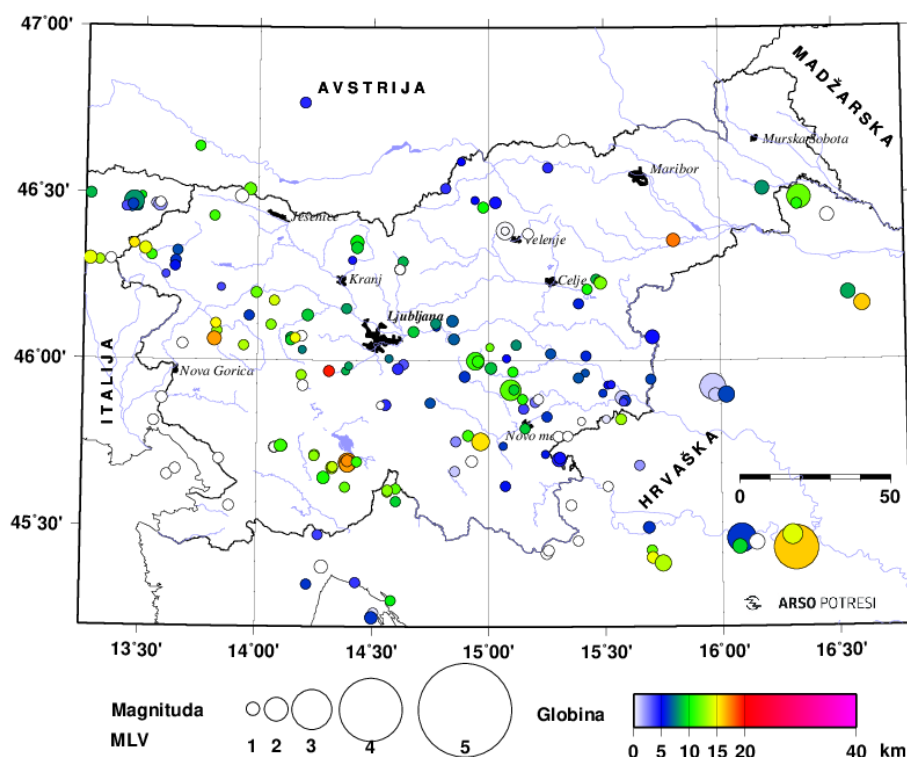 47˚00'
46˚30'
46˚00'
45˚30'
AVSTRIJA
MADŽARSKA
Murska Sobota
Maribor
Jesenice
Velenje
Kranj
Celje
Ljubljana
ITALIJA
Nova Gorica
Novo me
HRVAŠKA
0 50
ARSO POTRESI
13˚30' 14˚00' 14˚30' 15˚00' 15˚30' 16˚00' 16˚30'
Magnituda
MLV
1 2 3 4 5
Globina
0 5 10 15 20 40 km